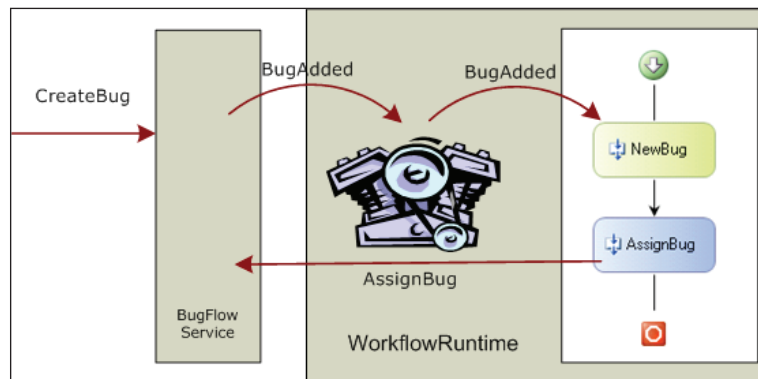 CreateBug
BugAdded
BugAdded
NewBug
AssignBug
AssignBug
BugFlow
Service
WorkflowRuntime